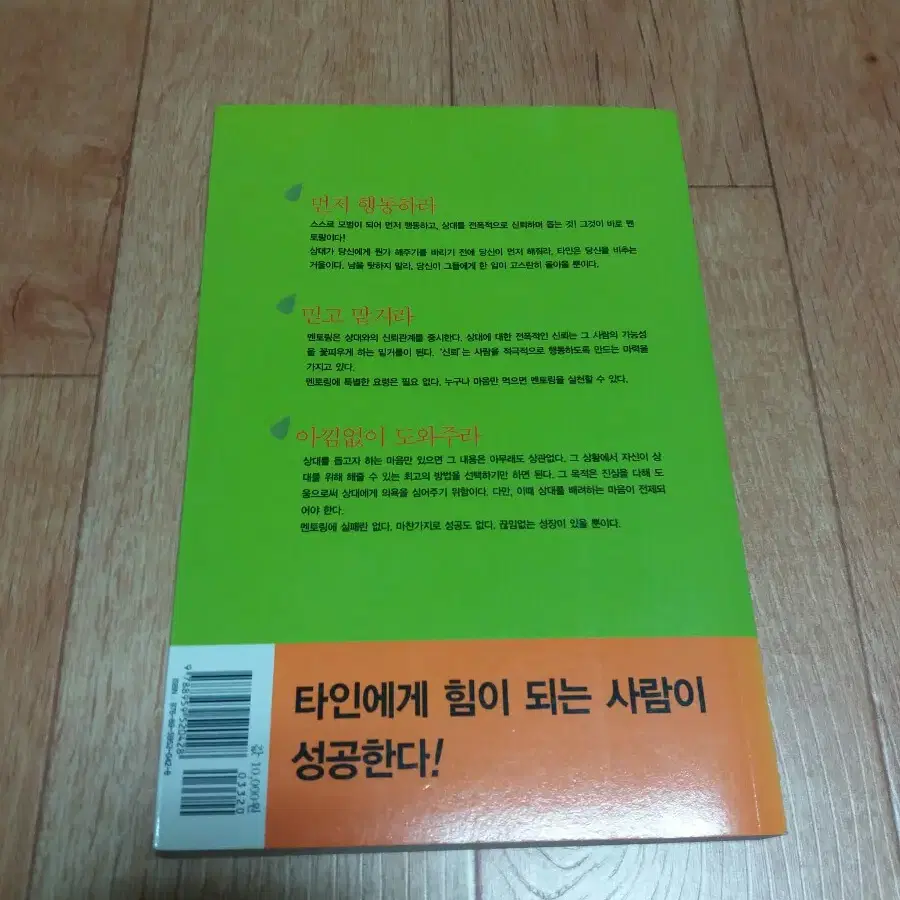 먼저 행동하라
스스로 모범이 되어 먼저 행동하고, 상대를 전폭적으로 신뢰하며 돕는 것! 그것이 바로 멘
토링이다!
상대가 당신에게 뭔가 해주기를 바라기 전에 당신이 먼저 해줘라. 타인은 당신을 비추는
거울이다. 남을 탓하지 말라. 당신이 그들에게 한 일이 고스란히 돌아올 뿐이다.
믿고 맡겨라
멘토링은 상대와의 신뢰관계를 중시한다. 상대에 대한 전폭적인 신뢰는 그 사람의 가능성
을 꽃피우게 하는 밑거름이 된다. '신뢰'는 사람을 적극적으로 행동하도록 만드는 마력을
가지고 있다.
멘토링에 특별한 요령은 필요 없다. 누구나 마음만 먹으면 멘토링을 실천할 수 있다.
아낌없이 도와주라
상대를 돕고자 하는 마음만 있으면 그 내용은 아무래도 상관없다. 그 상황에서 자신이 상
대를 위해 해줄 수 있는 최고의 방법을 선택하기만 하면 된다. 그 목적은 진심을 다해 도
움으로써 상대에게 의욕을 심어주기 위함이다. 다만, 이때 상대를 배려하는 마음이 전제되
어야 한다.
멘토링에 실패란 없다. 마찬가지로 성공도 없다. 끊임없는 성장이 있을 뿐이다.
타인에게 힘이 되는 사람이
성공한다!
9788959520428
ISBN 978-89-5952-042-8
값 10,000원
03320